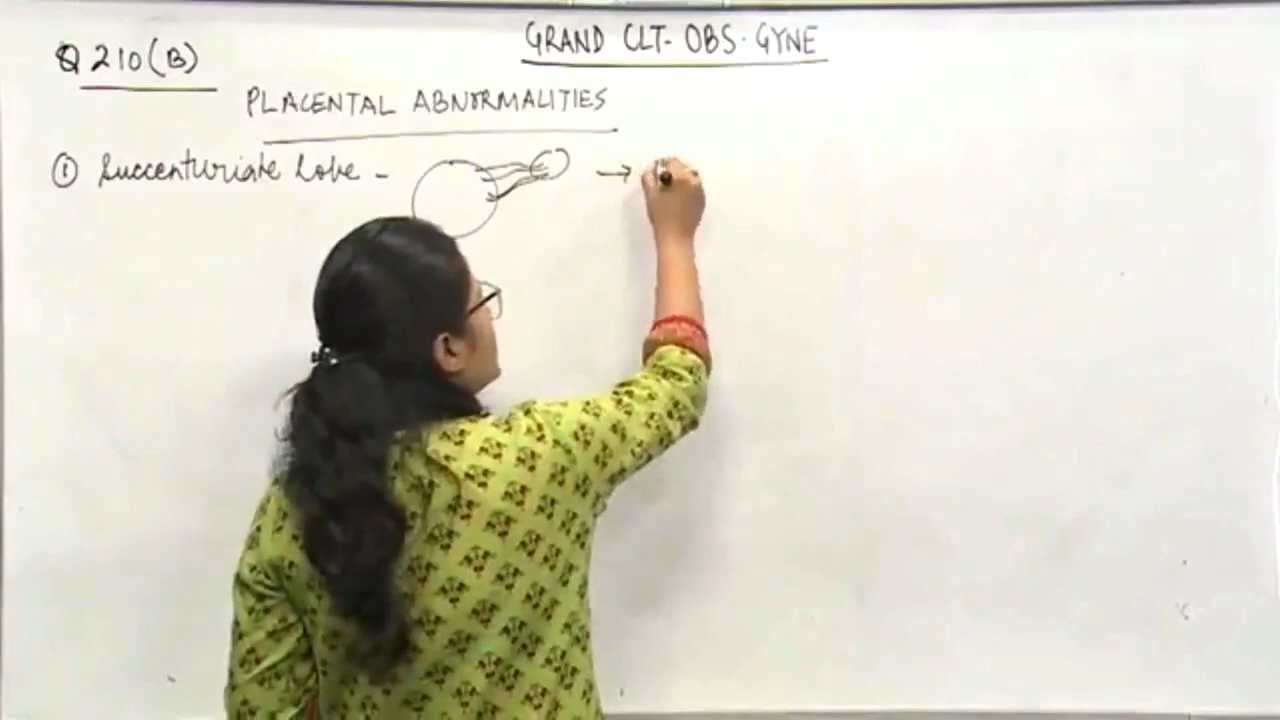 GRAND CLT- OBS- GYNE
Q 210 (B)
PLACENTAL ABNORMALITIES
① Succenturiate Lobe - →